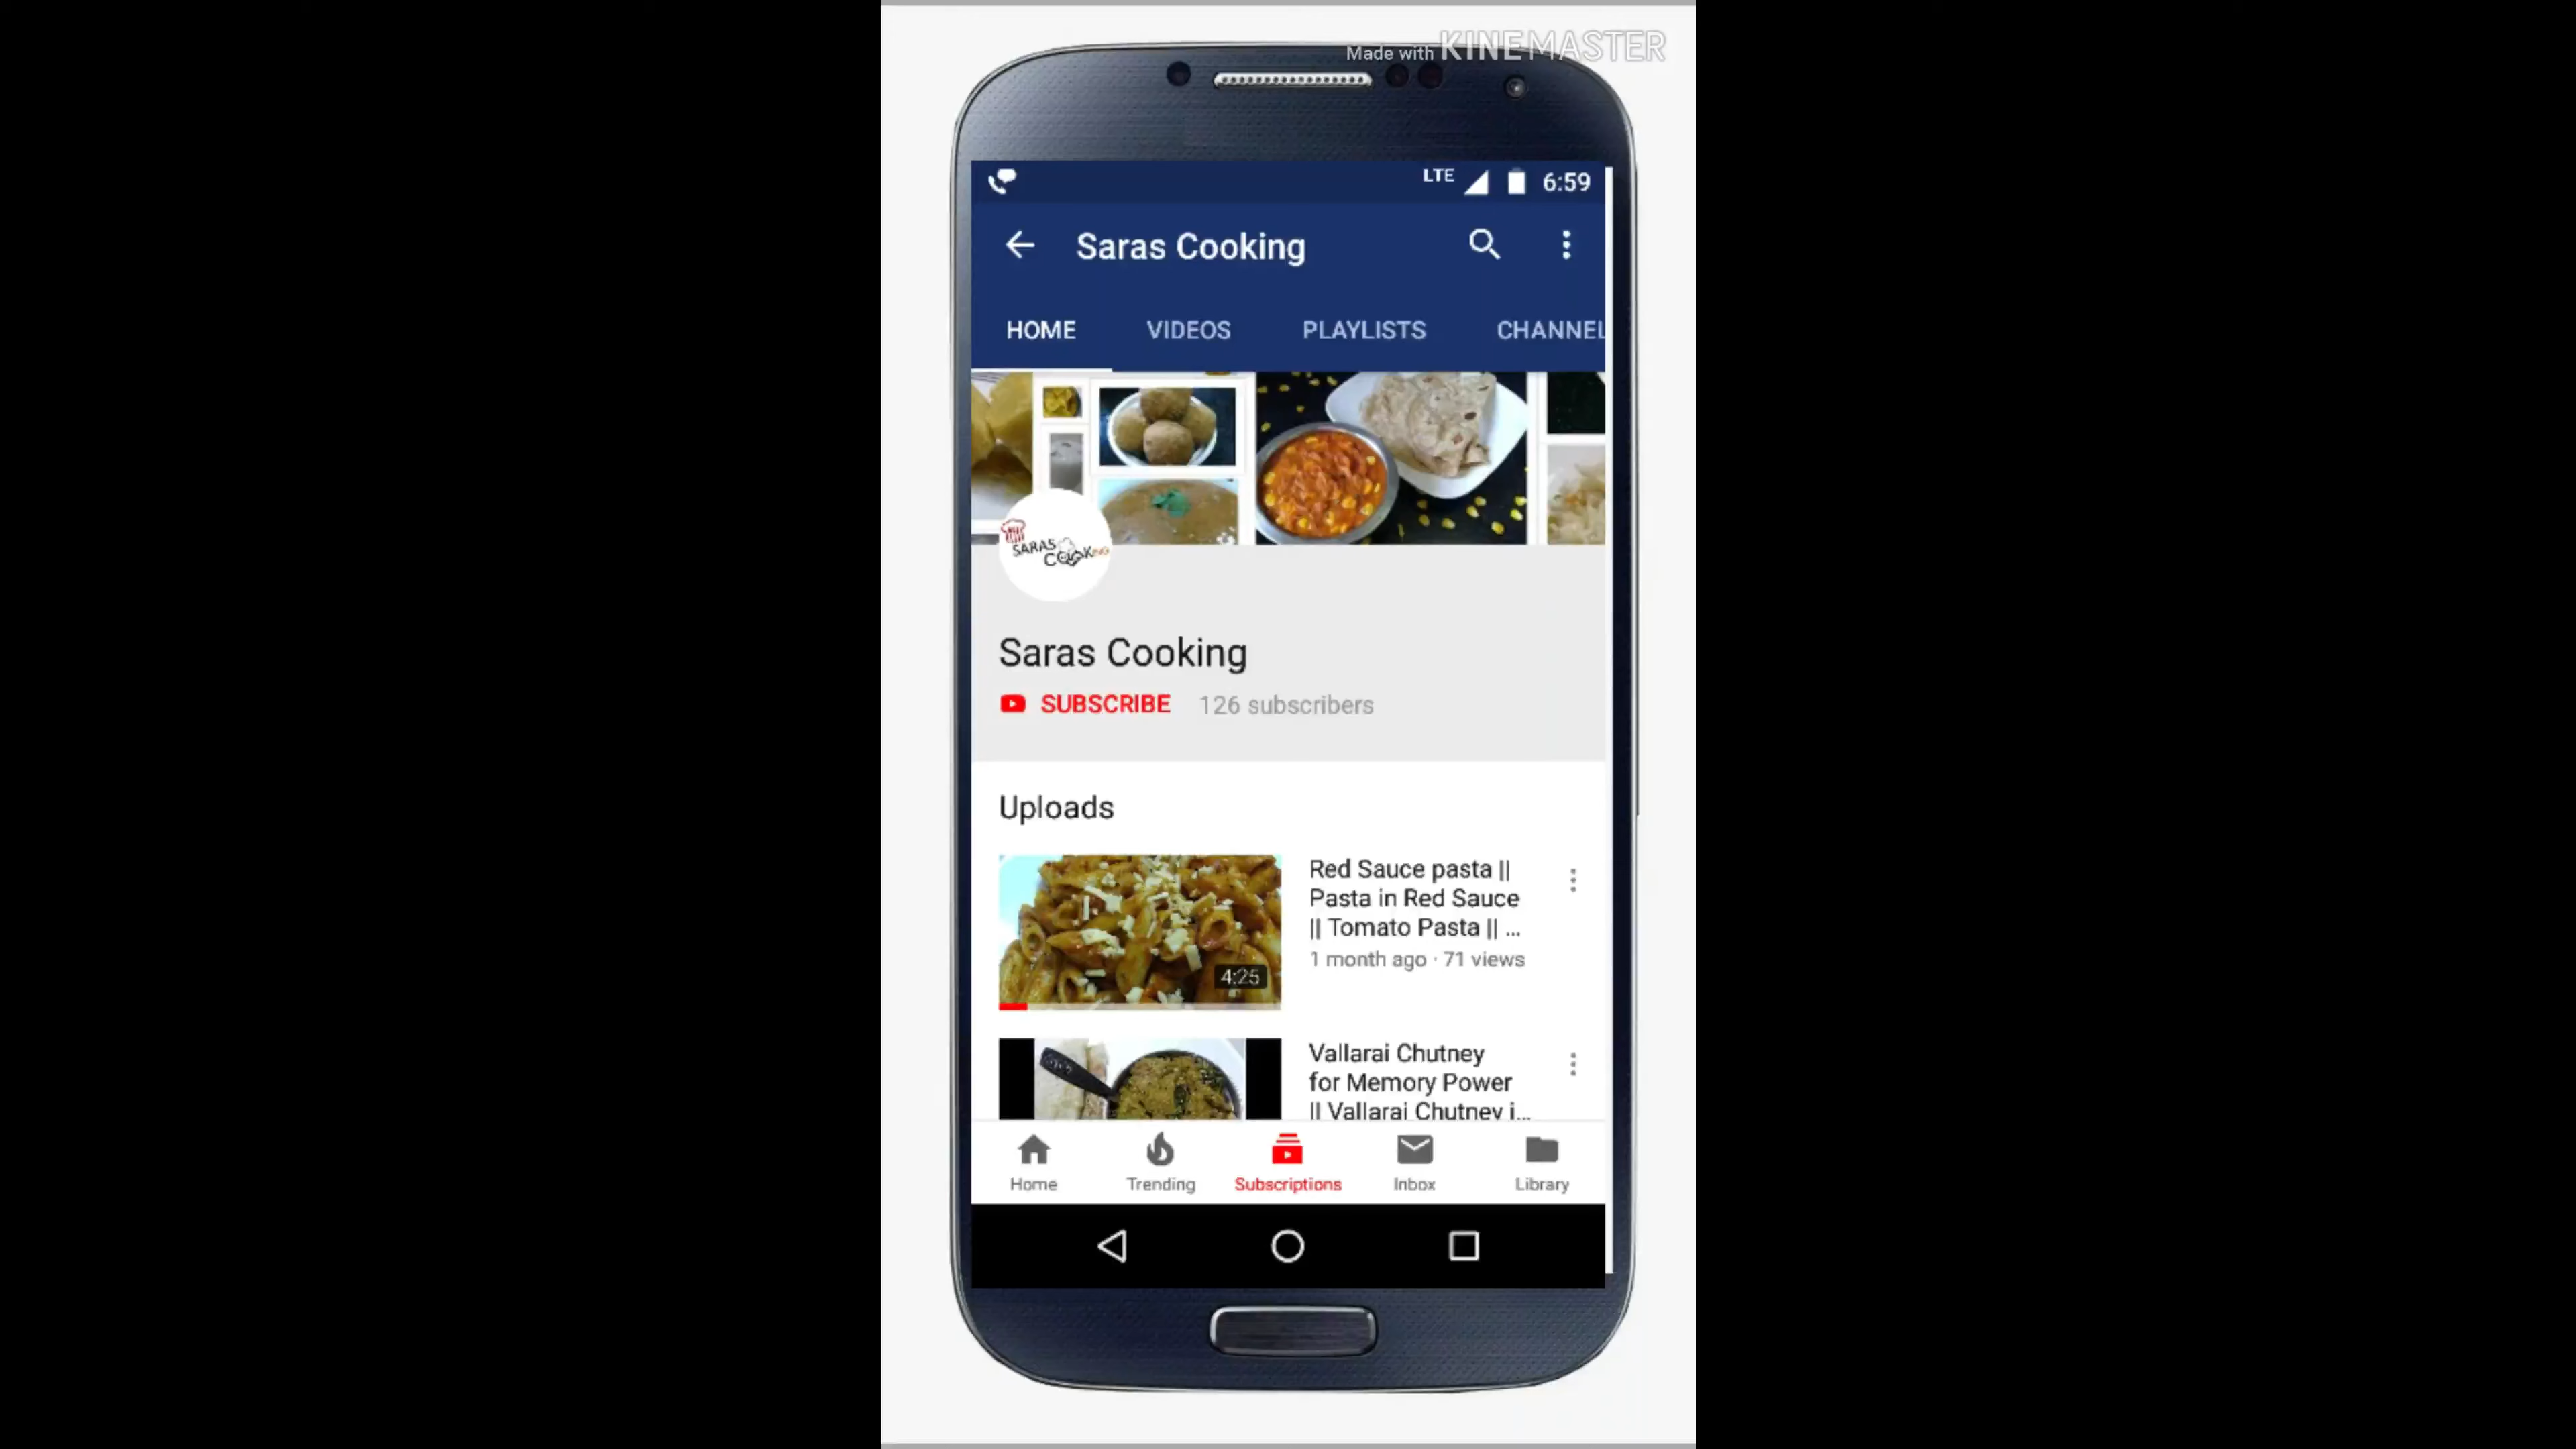 Made with KINEMASTER
LTE 6:59
Saras Cooking
HOME VIDEOS PLAYLISTS CHANNEL
SARAS
COOKING
Saras Cooking
SUBSCRIBE 126 subscribers
Uploads
Red Sauce pasta ||
Pasta in Red Sauce
|| Tomato Pasta || ...
1 month ago · 71 views
4:25
Vallarai Chutney
for Memory Power
|| Vallarai Chutney i...
Home Trending Subscriptions Inbox Library